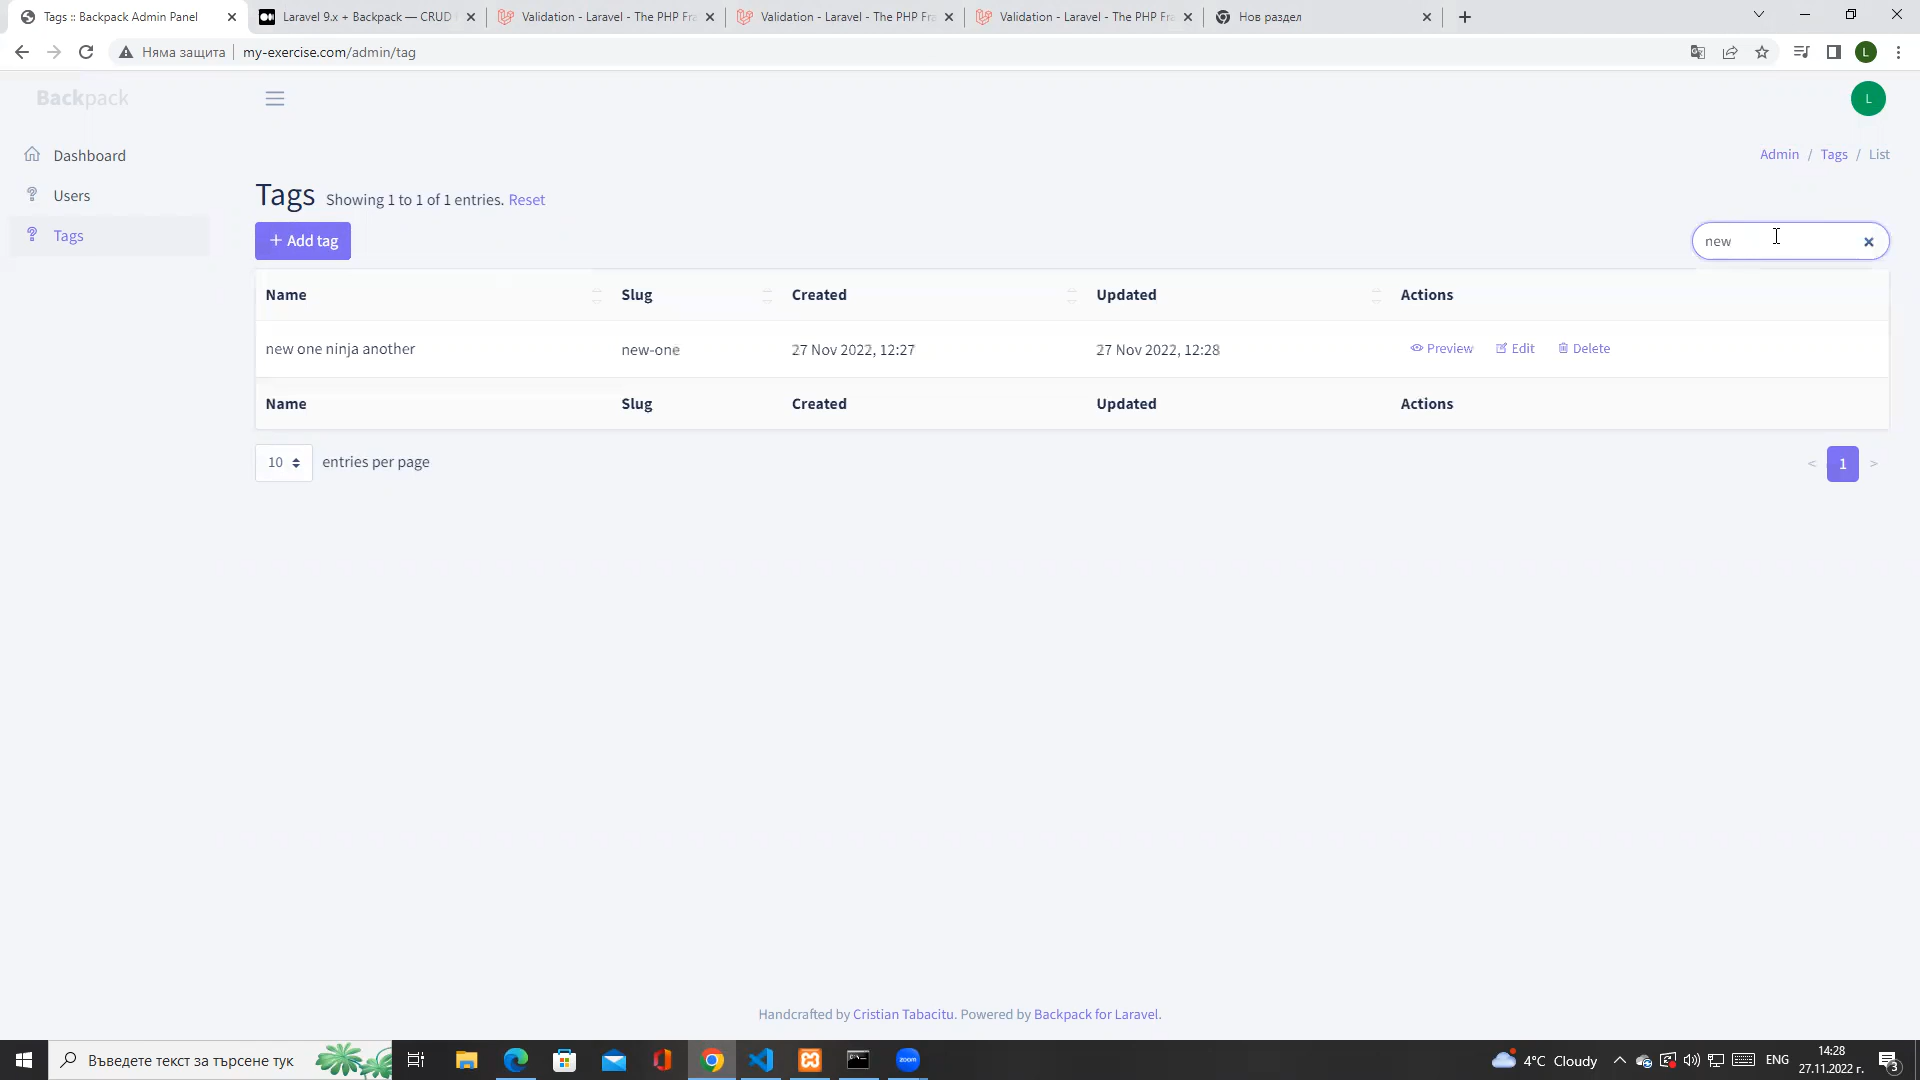 Tags :: Backpack Admin Panel
Laravel 9.x + Backpack — CRUD
Validation - Laravel - The PHP Fra
Validation - Laravel - The PHP Fra
Validation - Laravel - The PHP Fra
Нов раздел
Няма защита
my-exercise.com/admin/tag
L
Backpack
L
Dashboard
Users
Tags
Admin / Tags / List
Tags Showing 1 to 1 of 1 entries. Reset
+ Add tag
new
Name Slug Created Updated Actions
new one ninja another new-one 27 Nov 2022, 12:27 27 Nov 2022, 12:28 Preview Edit Delete
Name Slug Created Updated Actions
10 entries per page
< 1 >
Handcrafted by Cristian Tabacitu. Powered by Backpack for Laravel.
Въведете текст за търсене тук
zoom
4°C Cloudy
ENG
14:28
27.11.2022 г.
3